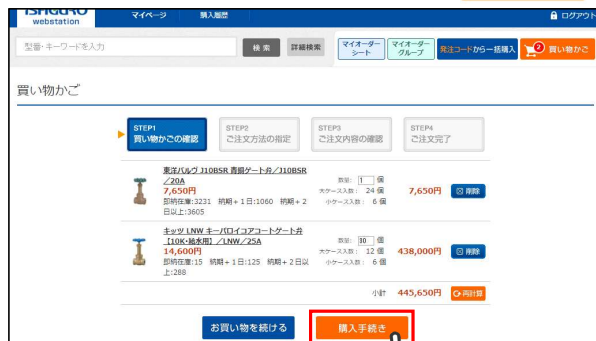 webstation
マイページ 購入履歴 ログアウト
型番・キーワードを入力 検索 詳細検索 マイオーダー シート マイオーダー グループ 発注コードから一括購入 2 買い物かご
買い物かご
STEP1 STEP2 STEP3 STEP4
買い物かごの確認 ご注文方法の指定 ご注文内容の確認 ご注文完了
東洋バルヴ J10BSR 青銅ゲート弁/J10BSR
/20A
7,650円
即納在庫:3231 納期+1日:1060 納期+2
日以上:3605
数量: 1 個
大ケース入数: 24 個
小ケース入数: 6 個
7,650円 削除
キッツ LNW キーパロイコアコートゲート弁
【10K・給水用】/LNW/25A
14,600円
即納在庫:15 納期+1日:125 納期+2日以
上:288
数量: 30 個
大ケース入数: 12 個
小ケース入数: 6 個
438,000円 削除
小計 445,650円 再計算
お買い物を続ける 購入手続き